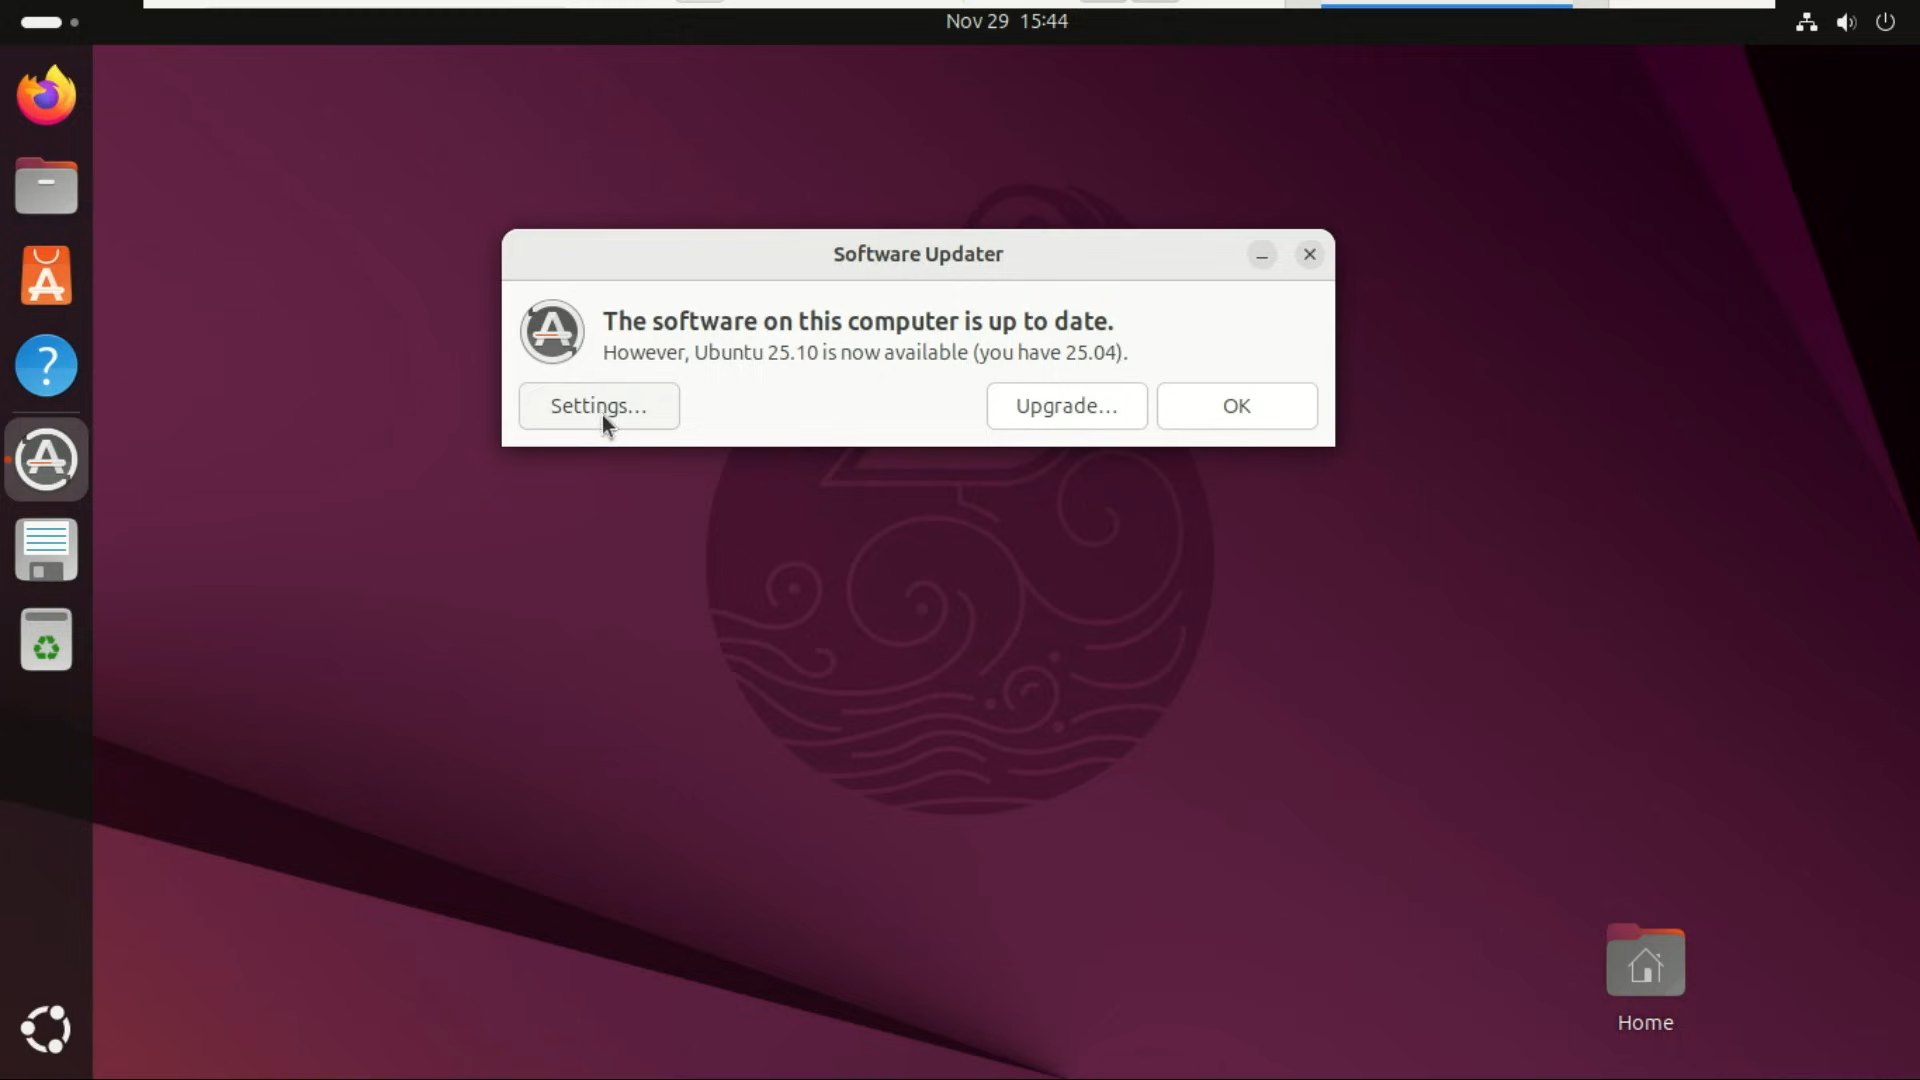 Nov 29 15:44
Software Updater
The software on this computer is up to date.
However, Ubuntu 25.10 is now available (you have 25.04).
Settings...
Upgrade...
OK
Home